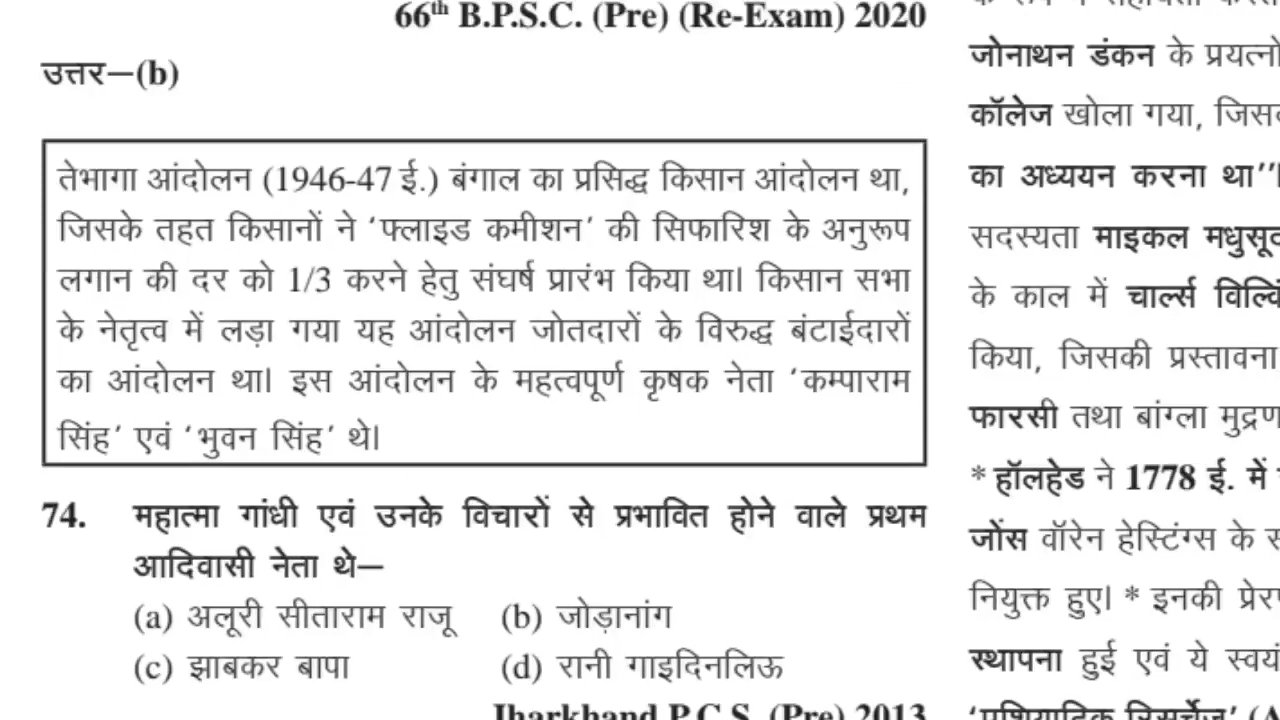 66th B.P.S.C. (Pre) (Re-Exam) 2020
उत्तर—(b)
तेभागा आंदोलन (1946-47 ई.) बंगाल का प्रसिद्ध किसान आंदोलन था,
जिसके तहत किसानों ने ‘फ्लाइड कमीशन’ की सिफारिश के अनुरूप
लगान की दर को 1/3 करने हेतु संघर्ष प्रारंभ किया था। किसान सभा
के नेतृत्व में लड़ा गया यह आंदोलन जोतदारों के विरुद्ध बंटाईदारों
का आंदोलन था। इस आंदोलन के महत्वपूर्ण कृषक नेता ‘कम्पाराम
सिंह’ एवं ‘भुवन सिंह’ थे।
74. महात्मा गांधी एवं उनके विचारों से प्रभावित होने वाले प्रथम
आदिवासी नेता थे—
(a) अलूरी सीताराम राजू (b) जोड़ानांग
(c) झाबकर बापा (d) रानी गाइदिनलिऊ
Jharkhand P.C.S. (Pre) 2013
जोनाथन डंकन के
कॉलेज खोला गया,
का अध्ययन करना था’’।
सदस्यता माइकल
के काल में चार्ल्स
किया, जिसकी प्रस्तावना
फारसी तथा बांग्ला
* हॉलहेड ने 1778 ई. में
जोंस वॉरेन हेस्टिंग्स के
नियुक्त हुए। * इनकी
स्थापना हुई एवं ये